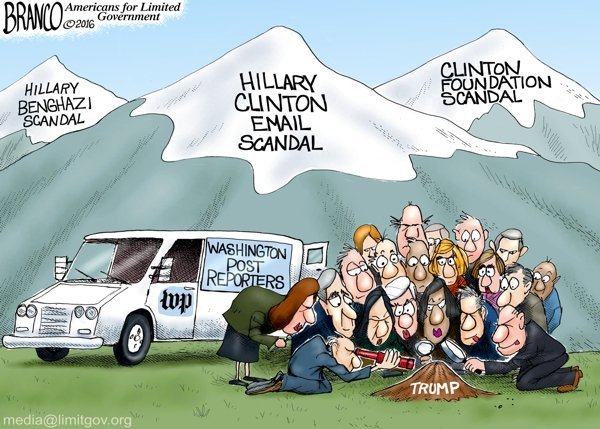 BRANCO Americans for Limited
©2016 Government
HILLARY
BENGHAZI
SCANDAL
HILLARY
CLINTON
EMAIL
SCANDAL
CLINTON
FOUNDATION
SCANDAL
WASHINGTON
POST
REPORTERS
wp
TRUMP
media@limitgov.org